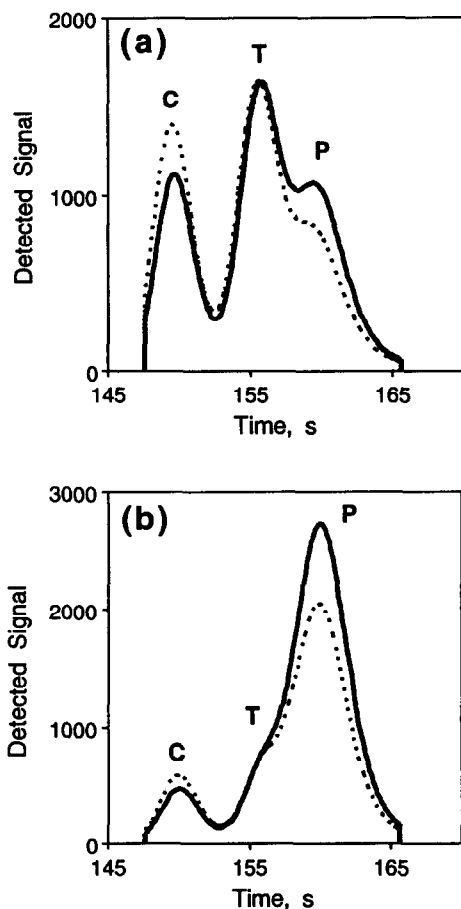 2000
(a)
T
C
P
1000
Detected Signal
0
145
155
165
Time, s
3000
(b)
P
2000
Detected Signal
1000
T
C
0
145
155
165
Time, s